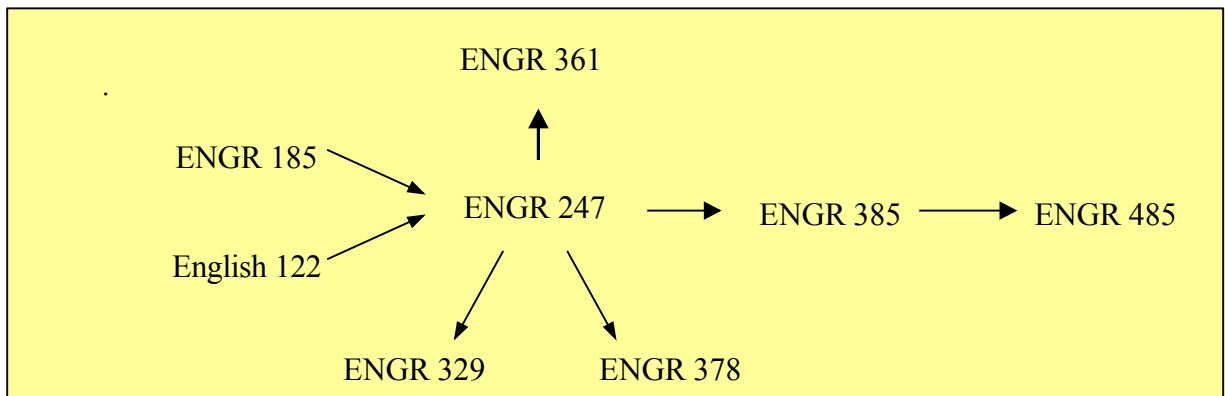 ENGR 361
.
ENGR 185
ENGR 247
ENGR 385
ENGR 485
English 122
ENGR 329
ENGR 378